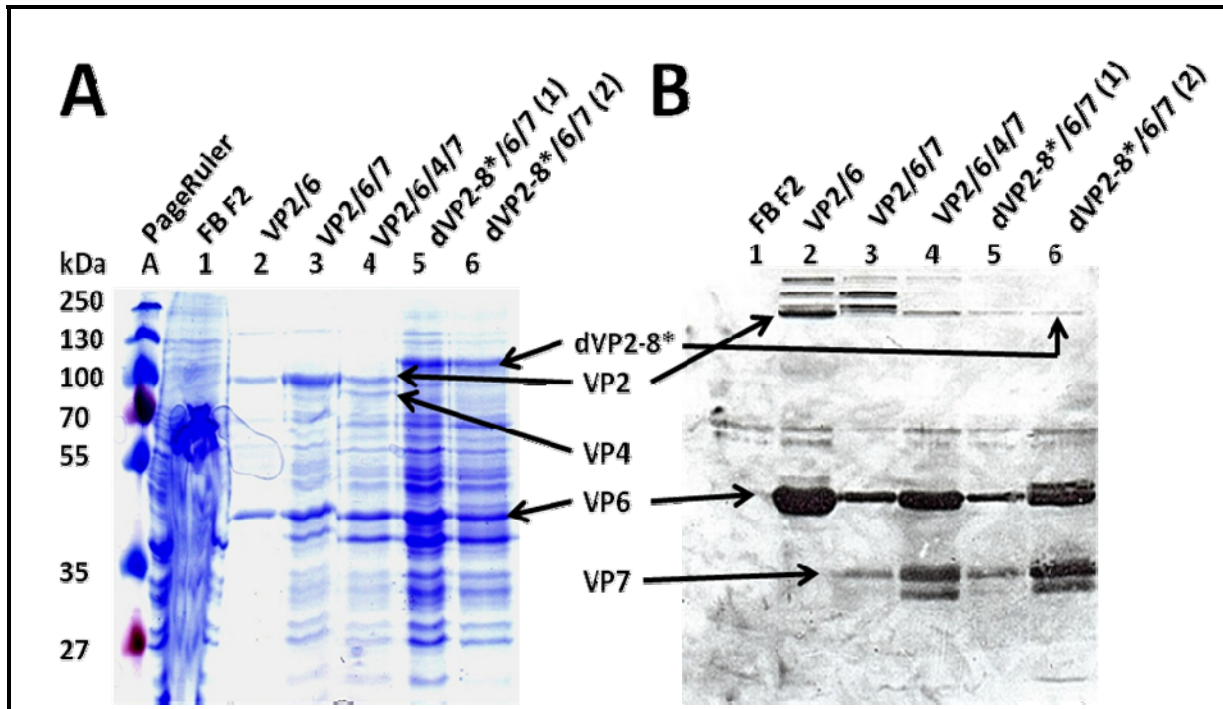 A
PageRuler
FB F2
VP2/6
VP2/6/7
VP2/6/4/7
dVP2-8*/6/7 (1)
dVP2-8*/6/7 (2)
kDa A 1 2 3 4 5 6
250
130
100
70
55
35
27
dVP2-8*
VP2
VP4
VP6
VP7
B
FB F2
VP2/6
VP2/6/7
VP2/6/4/7
dVP2-8*/6/7 (1)
dVP2-8*/6/7 (2)
1 2 3 4 5 6